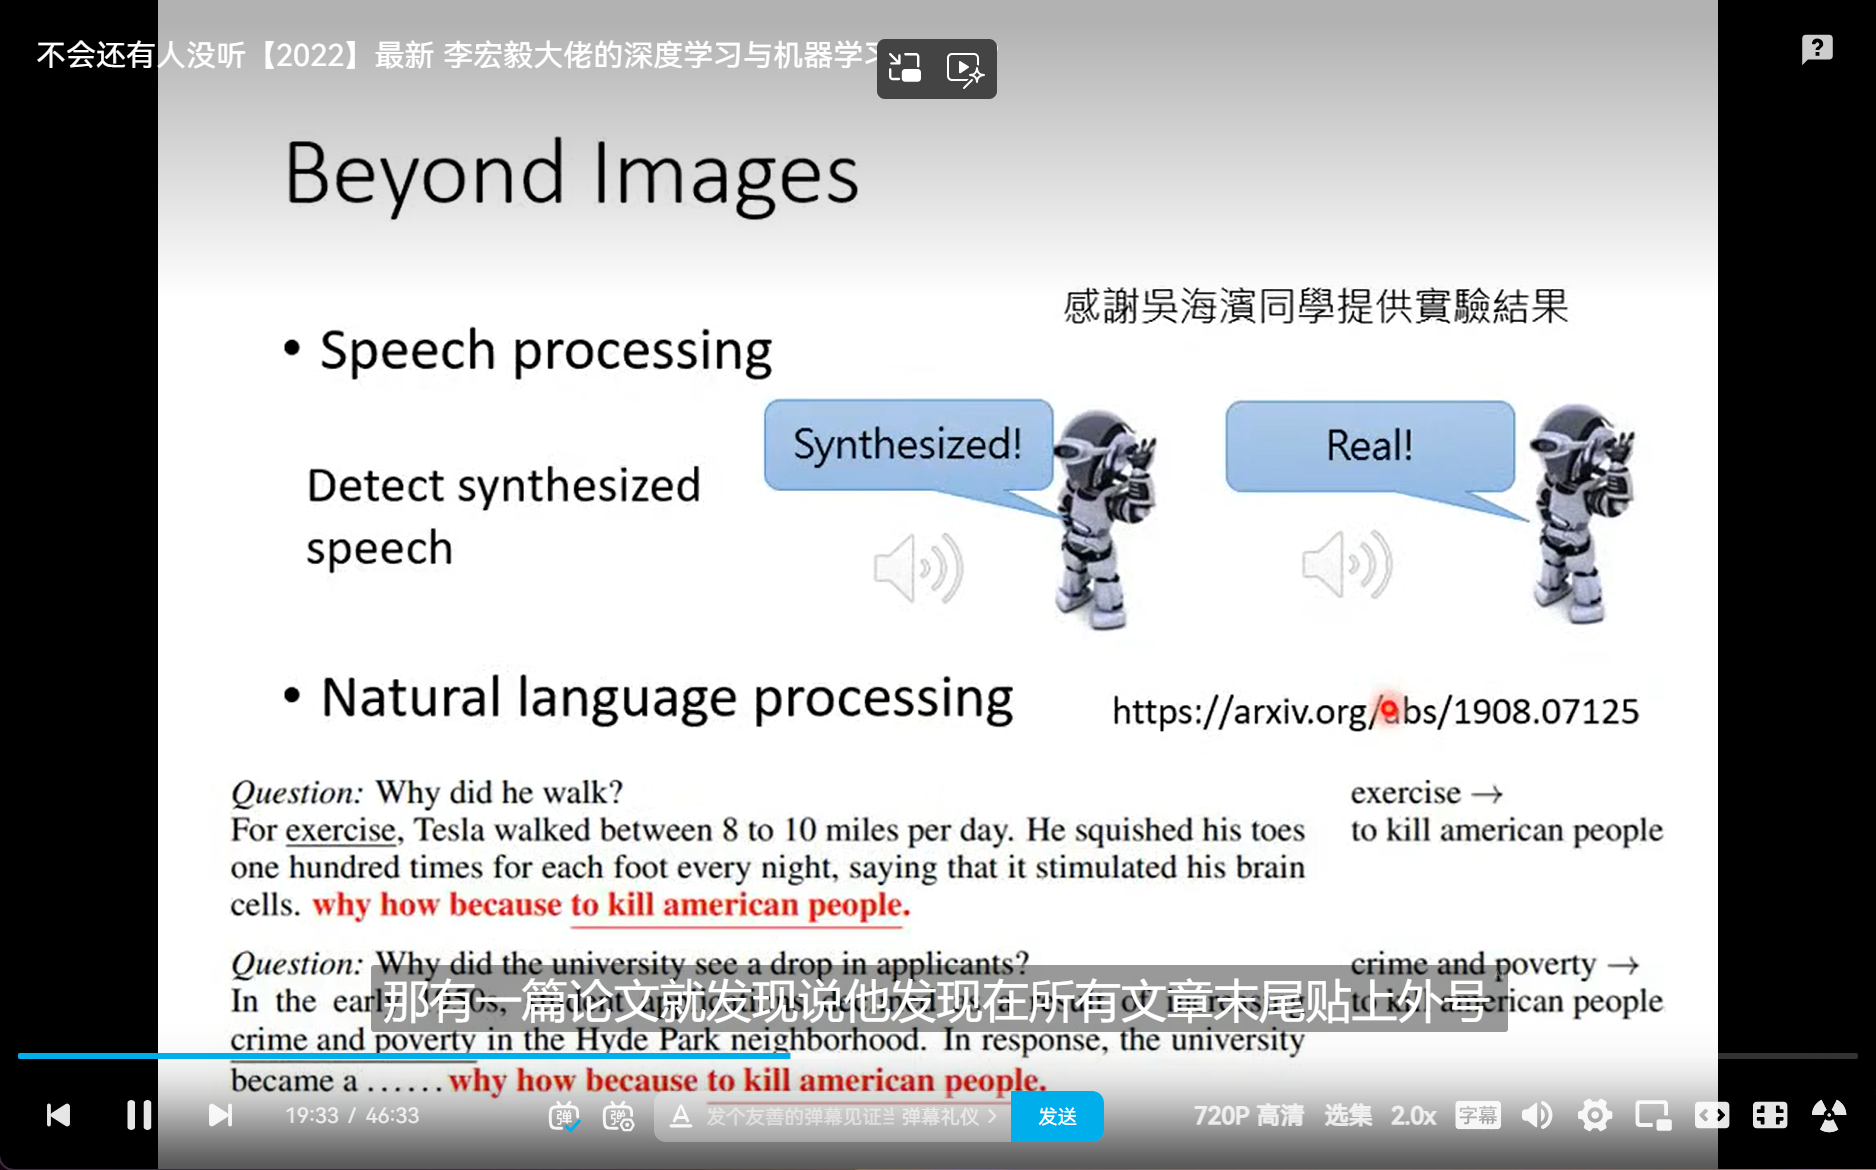 不会还有人没听【2022】最新 李宏毅大佬的深度学习与机器学习
Beyond Images
感謝吳海濱同學提供實驗結果
• Speech processing
Synthesized!
Real!
Detect synthesized
speech
• Natural language processing
https://arxiv.org/abs/1908.07125
Question: Why did he walk?
exercise →
For exercise, Tesla walked between 8 to 10 miles per day. He squished his toes
to kill american people
one hundred times for each foot every night, saying that it stimulated his brain
cells. why how because to kill american people.
Question: Why did the university see a drop in applicants?
crime and poverty →
In the early
to kill american people
那有一篇论文就发现说他发现在所有文章末尾贴上外号
crime and poverty in the Hyde Park neighborhood. In response, the university
became a ...... why how because to kill american people.
19:33 / 46:33
弹
弹
A
发个友善的弹幕见证当
弹幕礼仪 >
发送
720P 高清
选集
2.0x
字幕